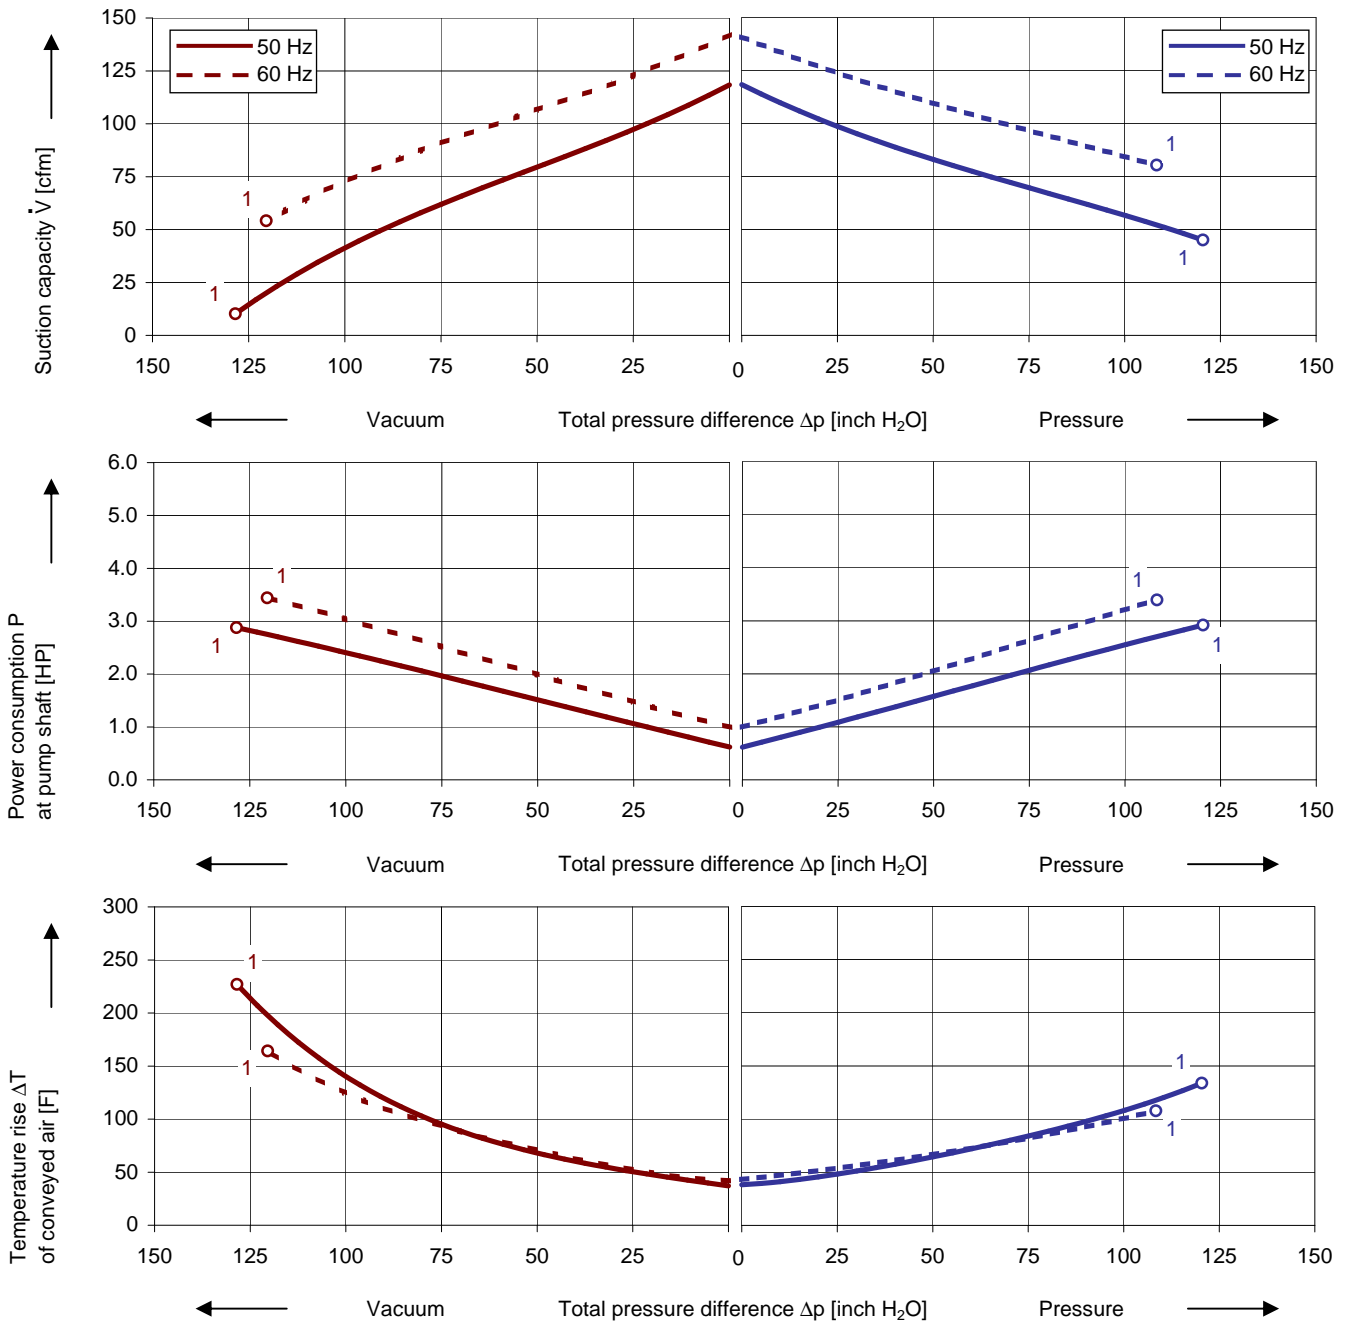 150
125
100
75
50
25
0
Suction capacity V̇ [cfm]
50 Hz
60 Hz
50 Hz
60 Hz
1
1
1
1
150 125 100 75 50 25 0 25 50 75 100 125 150
Vacuum Total pressure difference Δp [inch H₂O] Pressure
6.0
5.0
4.0
3.0
2.0
1.0
0.0
Power consumption P
at pump shaft [HP]
1
1
1
1
150 125 100 75 50 25 0 25 50 75 100 125 150
Vacuum Total pressure difference Δp [inch H₂O] Pressure
300
250
200
150
100
50
0
Temperature rise ΔT
of conveyed air [F]
1
1
1
1
150 125 100 75 50 25 0 25 50 75 100 125 150
Vacuum Total pressure difference Δp [inch H₂O] Pressure